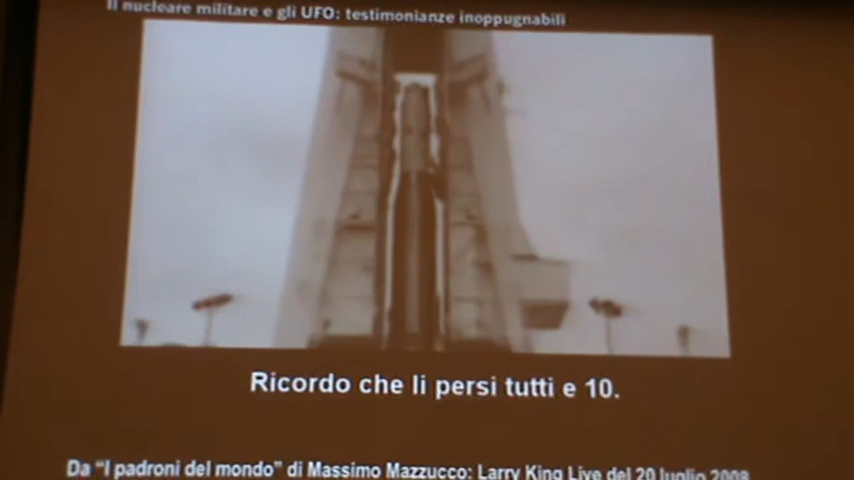 Il nucleare militare e gli UFO: testimonianze inoppugnabili
Ricordo che li persi tutti e 10.
Da "I padroni del mondo" di Massimo Mazzucco: Larry King Live del 20 luglio 2008